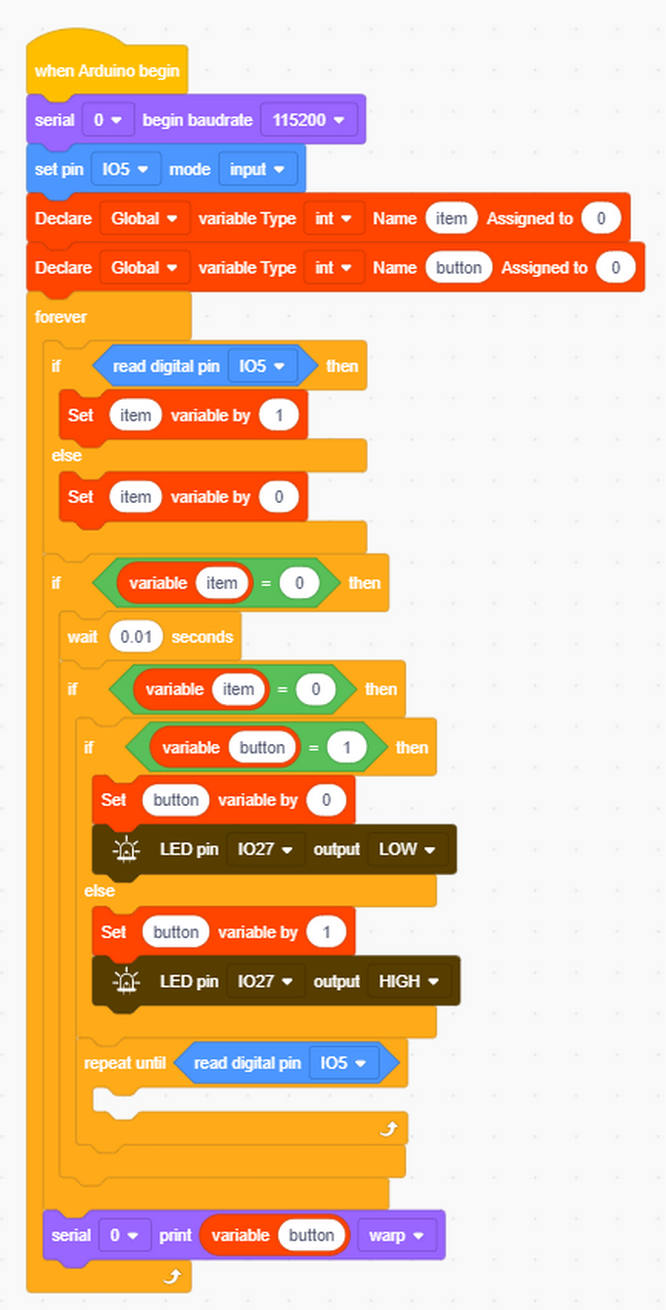 when Arduino begin
serial 0 begin baudrate 115200
set pin IO5 mode input
Declare Global variable Type int Name item Assigned to 0
Declare Global variable Type int Name button Assigned to 0
forever
if read digital pin IO5 then
Set item variable by 1
else
Set item variable by 0
if variable item = 0 then
wait 0.01 seconds
if variable item = 0 then
if variable button = 1 then
Set button variable by 0
LED pin IO27 output LOW
else
Set button variable by 1
LED pin IO27 output HIGH
repeat until read digital pin IO5
serial 0 print variable button warp